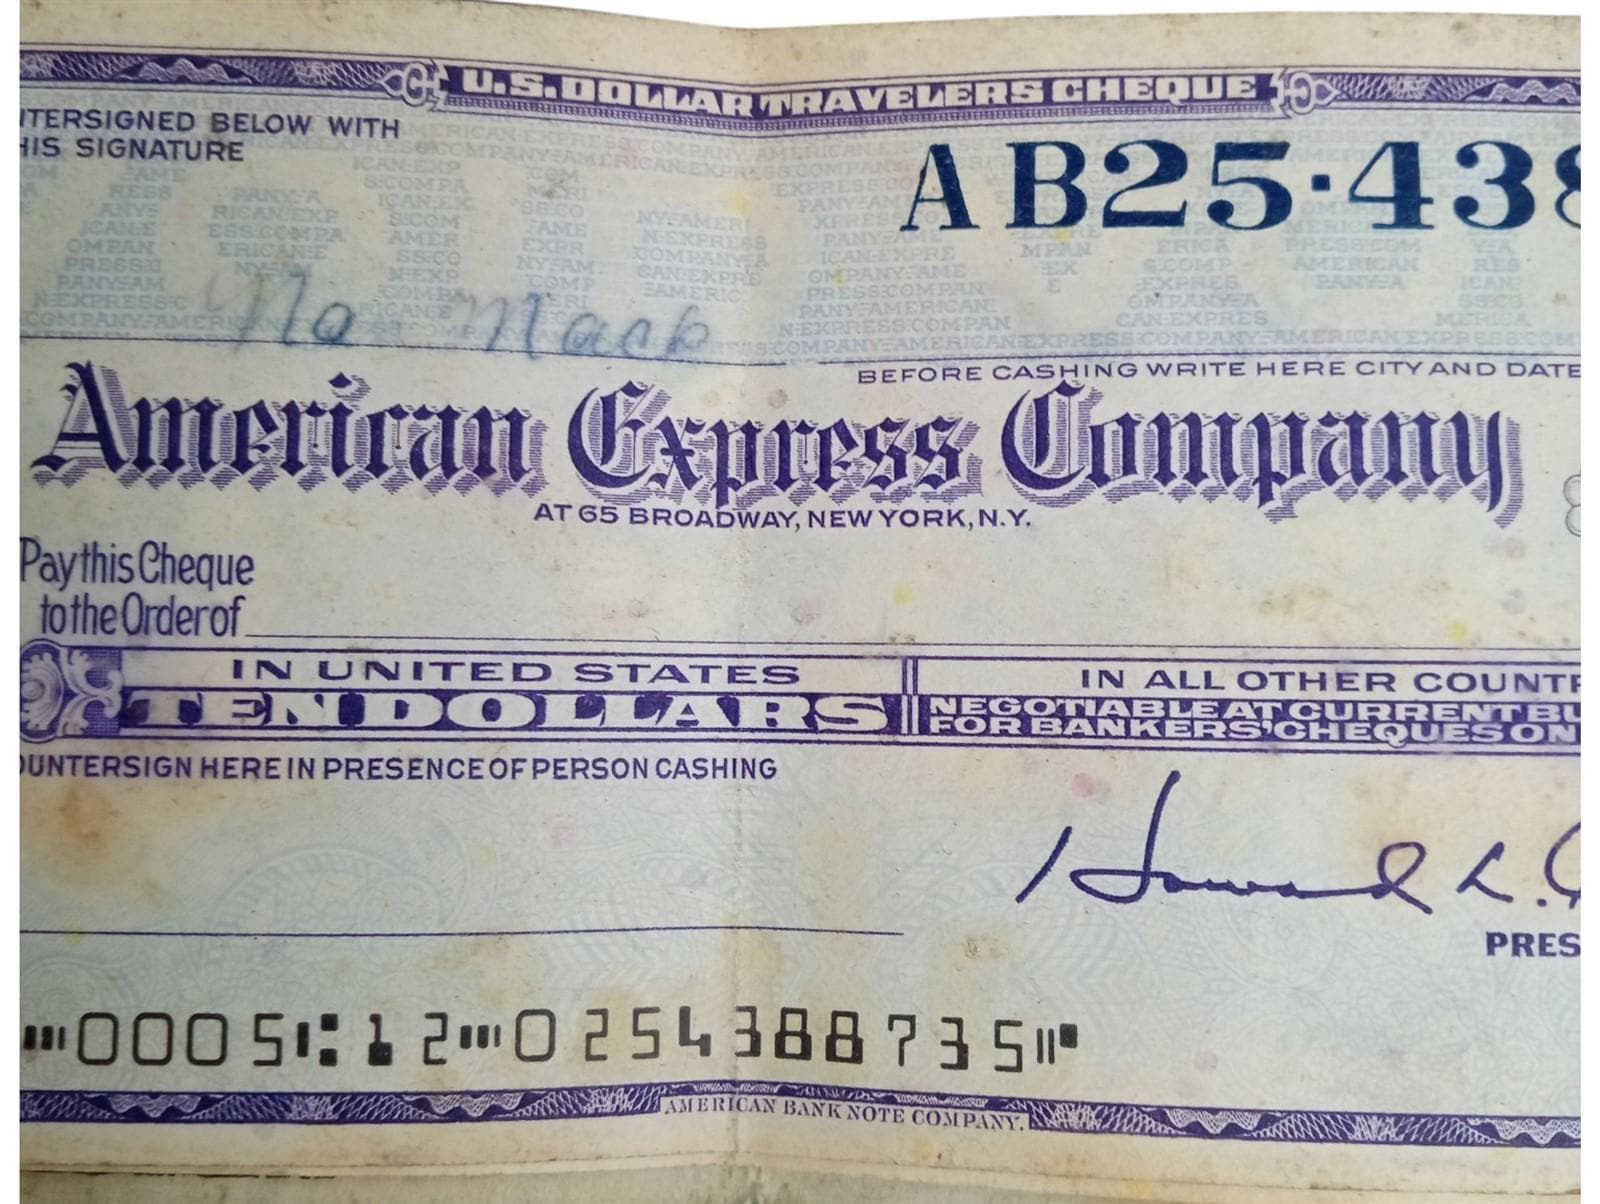 U.S. DOLLAR TRAVELERS CHEQUE
NTERSIGNED BELOW WITH
HIS SIGNATURE
AB25·438
Mark
BEFORE CASHING WRITE HERE CITY AND DATE
American Express Company
AT 65 BROADWAY, NEW YORK, N.Y.
Pay this Cheque
to the Order of
IN UNITED STATES
TEN DOLLARS
IN ALL OTHER COUNTR
NEGOTIABLE AT CURRENT BU
FOR BANKERS' CHEQUES ON
OUNTERSIGN HERE IN PRESENCE OF PERSON CASHING
Howard L.
PRES
0005 12 0254388735
AMERICAN BANK NOTE COMPANY.